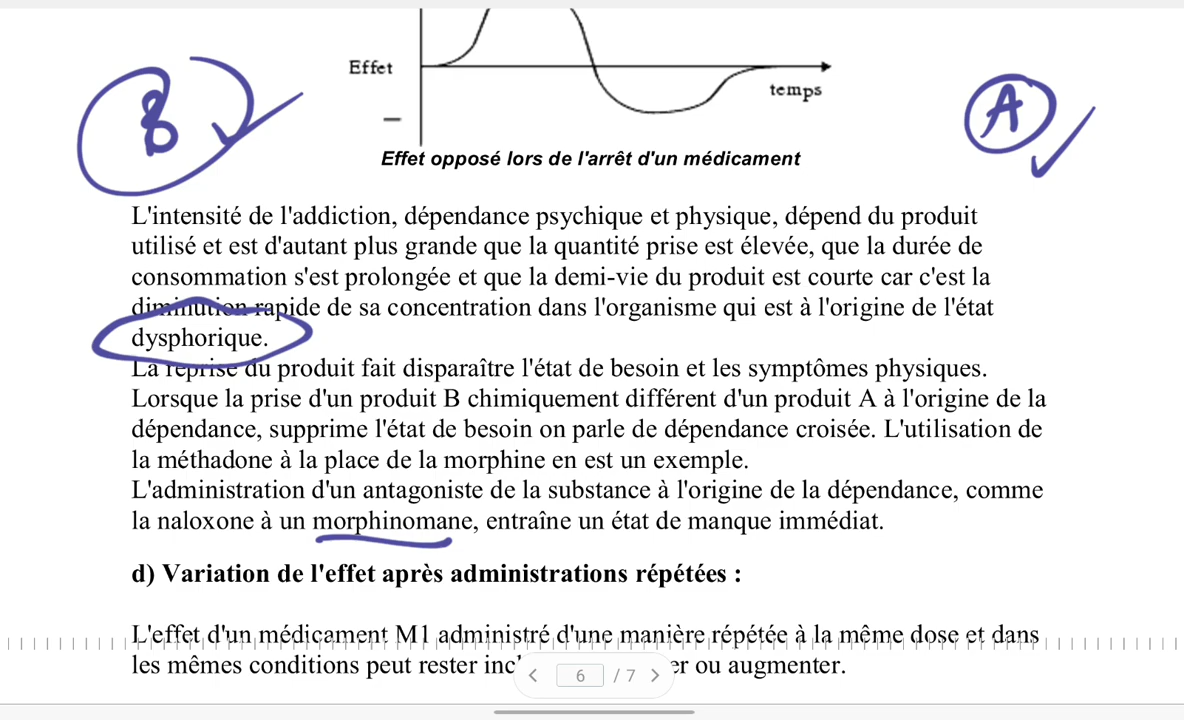 Effet
temps
B
A
Effet opposé lors de l'arrêt d'un médicament
L'intensité de l'addiction, dépendance psychique et physique, dépend du produit
utilisé et est d'autant plus grande que la quantité prise est élevée, que la durée de
consommation s'est prolongée et que la demi-vie du produit est courte car c'est la
diminution rapide de sa concentration dans l'organisme qui est à l'origine de l'état
dysphorique.
La reprise du produit fait disparaître l'état de besoin et les symptômes physiques.
Lorsque la prise d'un produit B chimiquement différent d'un produit A à l'origine de la
dépendance, supprime l'état de besoin on parle de dépendance croisée. L'utilisation de
la méthadone à la place de la morphine en est un exemple.
L'administration d'un antagoniste de la substance à l'origine de la dépendance, comme
la naloxone à un morphinomane, entraîne un état de manque immédiat.
d) Variation de l'effet après administrations répétées :
L'effet d'un médicament M1 administré d'une manière répétée à la même dose et dans
les mêmes conditions peut rester ou augmenter.
6 / 7